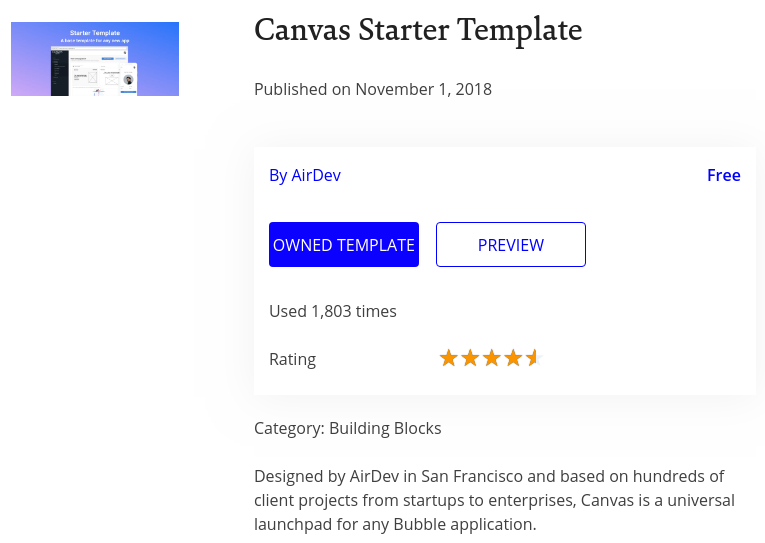 Starter Template
A base template for any new app
Canvas Starter Template
Published on November 1, 2018
By AirDev
Free
OWNED TEMPLATE
PREVIEW
Used 1,803 times
Rating
Category: Building Blocks
Designed by AirDev in San Francisco and based on hundreds of
client projects from startups to enterprises, Canvas is a universal
launchpad for any Bubble application.